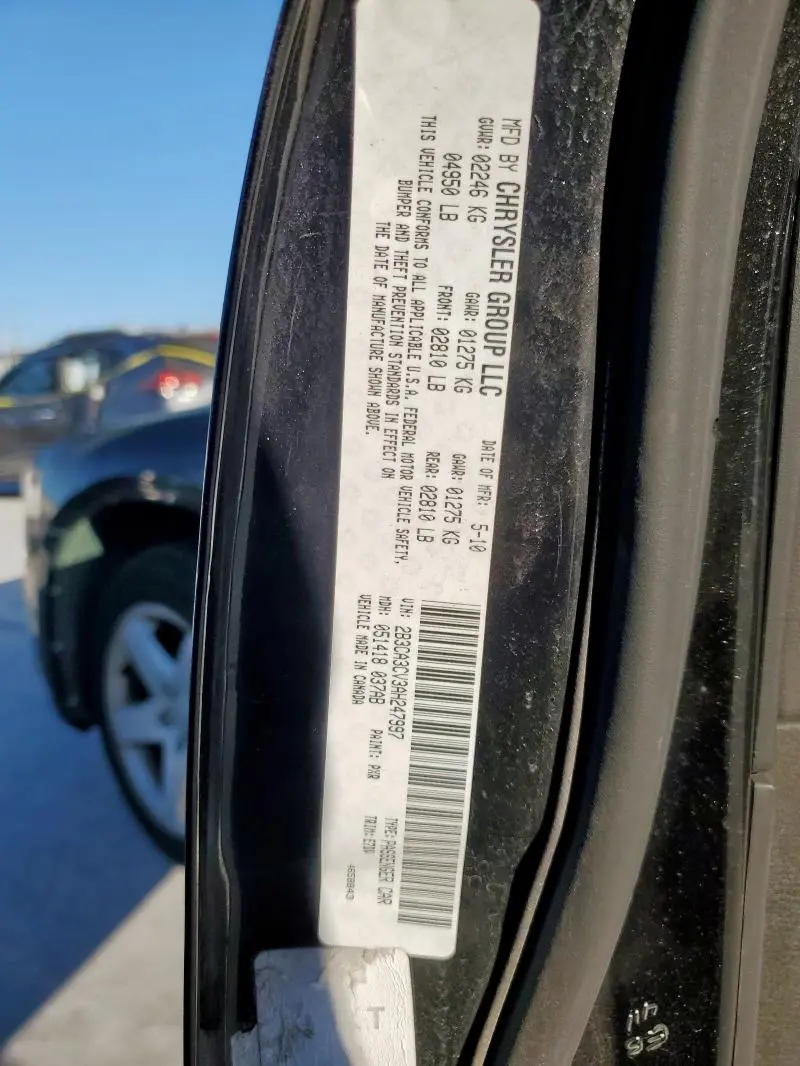 MFD BY CHRYSLER GROUP LLC
DATE OF MFR: 5-10
GVWR: 02246 KG
GAWR: 01275 KG
GAWR: 01275 KG
04950 LB
FRONT: 02810 LB
REAR: 02810 LB
THIS VEHICLE CONFORMS TO ALL APPLICABLE U.S.A. FEDERAL MOTOR VEHICLE SAFETY,
BUMPER AND THEFT PREVENTION STANDARDS IN EFFECT ON
THE DATE OF MANUFACTURE SHOWN ABOVE.
VIN: 2B3CA3CV3AH247997
TYPE: PASSENGER CAR
MDH: 051418 037AB
PAINT: PXR
TRIM: E7DV
VEHICLE MADE IN CANADA
T